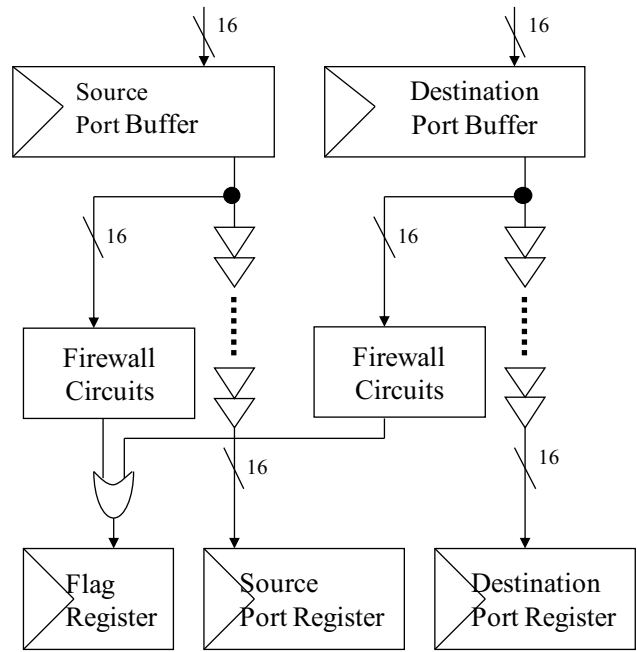 16
16
Source
Port Buffer
Destination
Port Buffer
16
16
Firewall
Circuits
Firewall
Circuits
16
16
Flag
Register
Source
Port Register
Destination
Port Register